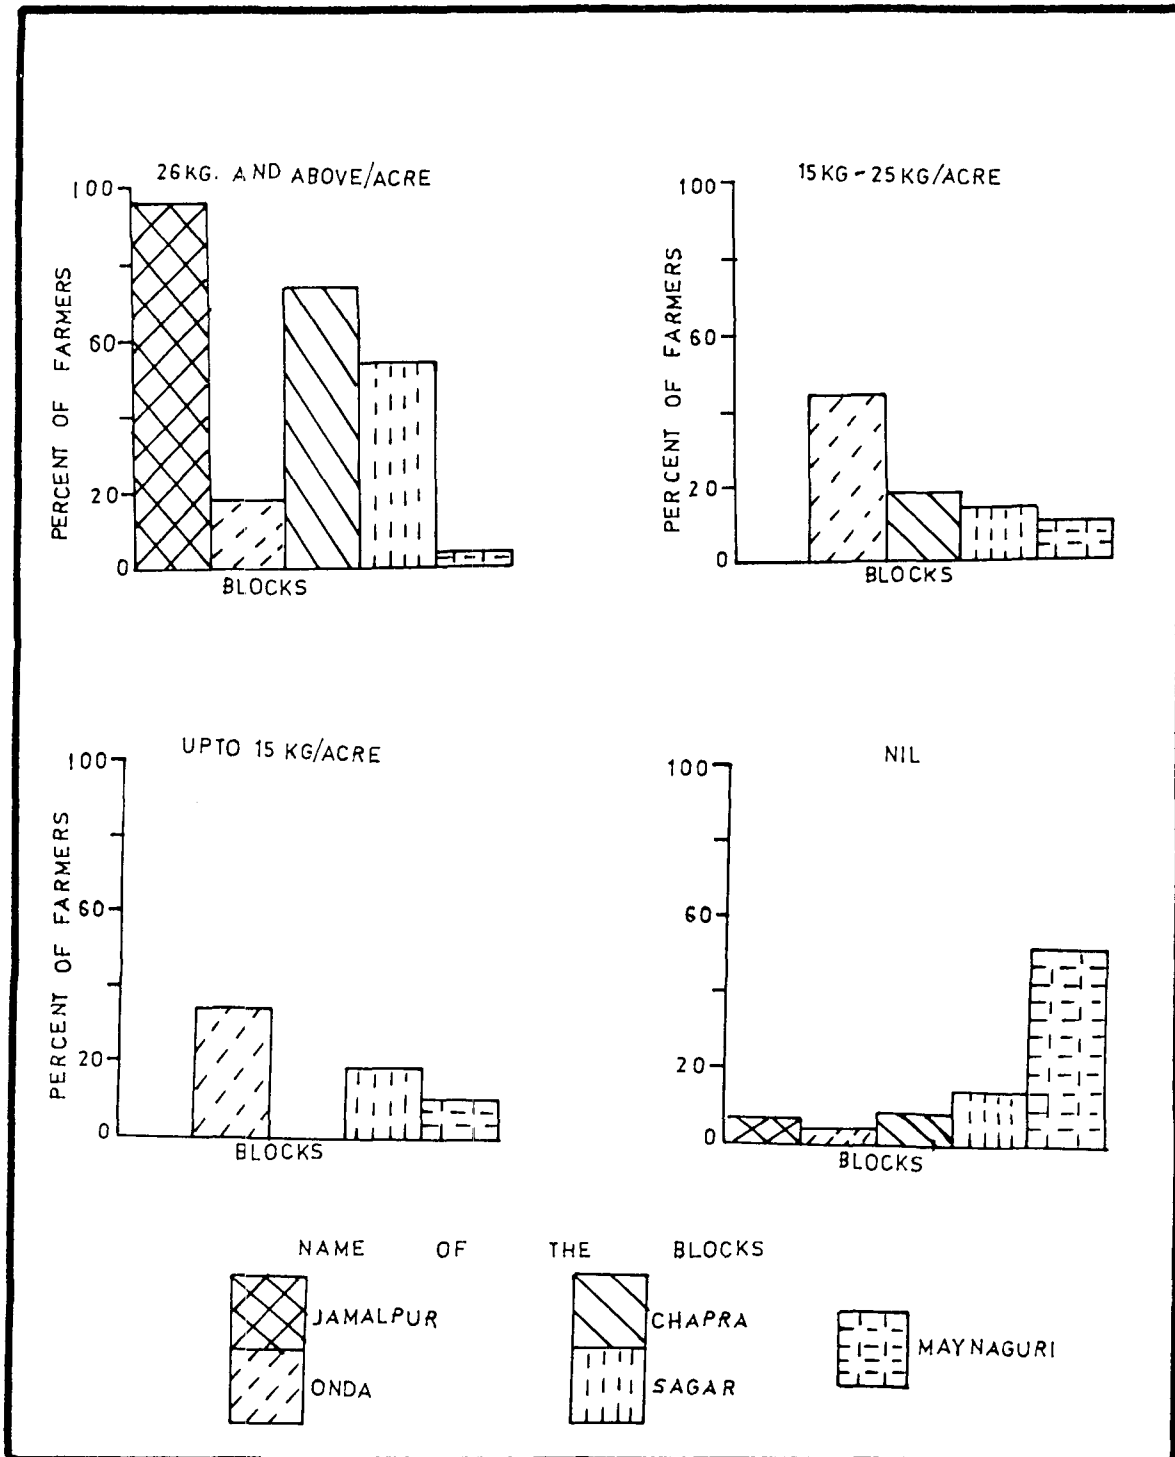 26KG. AND ABOVE/ACRE
100
60
20
0
PERCENT OF FARMERS
BLOCKS
15KG-25KG/ACRE
100
60
20
0
PERCENT OF FARMERS
BLOCKS
UPTO 15 KG/ACRE
100
60
20
0
PERCENT OF FARMERS
BLOCKS
NIL
100
60
20
0
BLOCKS
NAME OF THE BLOCKS
JAMALPUR
ONDA
CHAPRA
SAGAR
MAYNAGURI